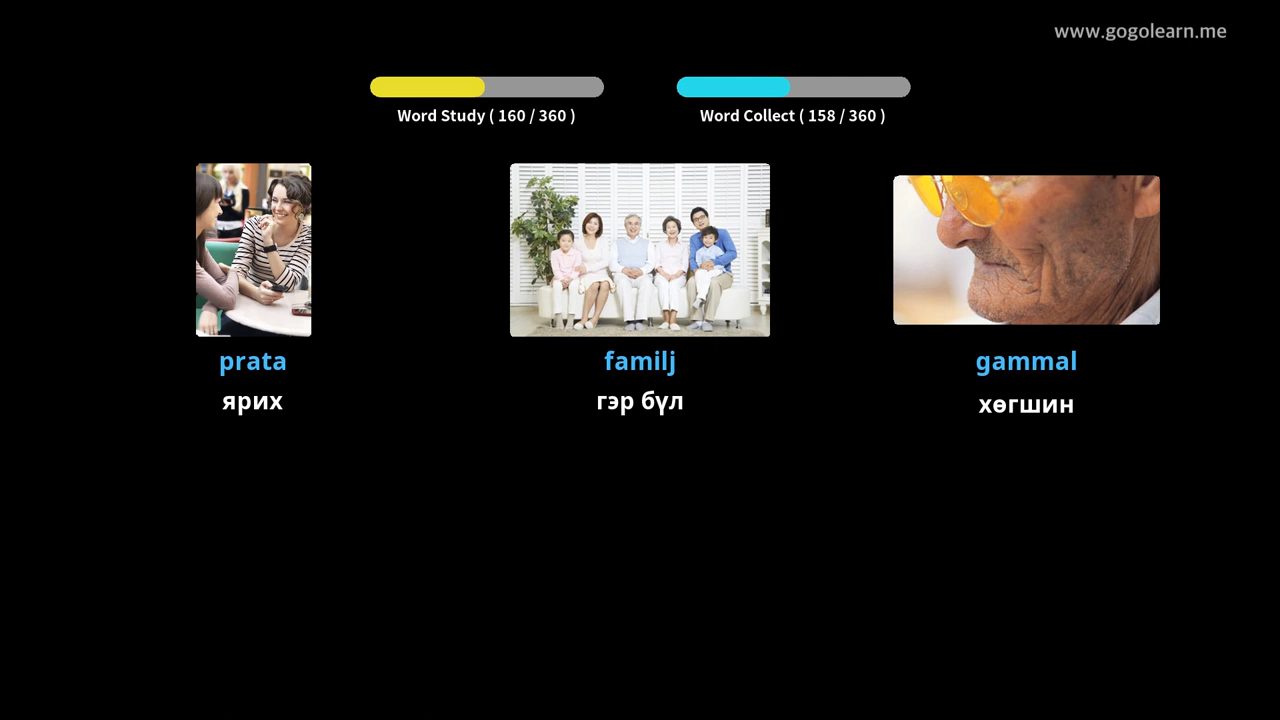 www.gogolearn.me
Word Study ( 160 / 360 )
Word Collect ( 158 / 360 )
prata
familj
gammal
ярих
гэр бүл
хөгшин